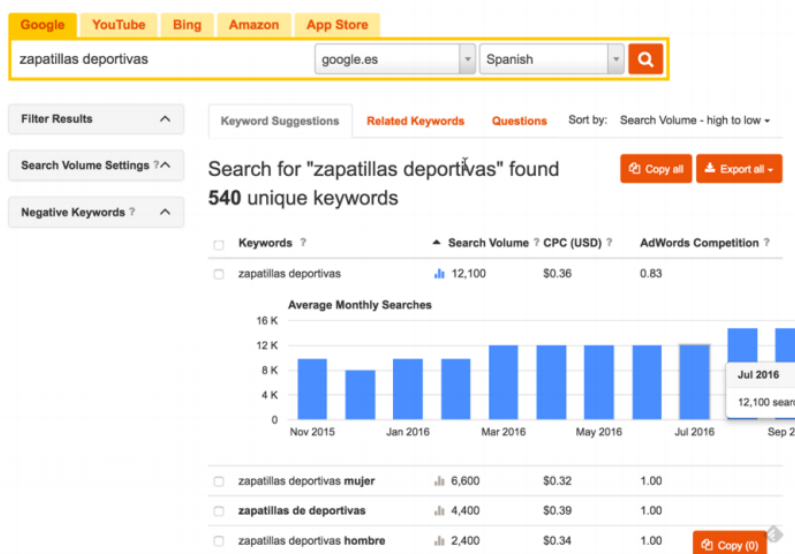 Google YouTube Bing Amazon App Store
zapatillas deportivas google.es Spanish
Filter Results
Search Volume Settings ?
Negative Keywords ?
Keyword Suggestions Related Keywords Questions Sort by: Search Volume - high to low
Search for "zapatillas deportivas" found
540 unique keywords
Copy all Export all
Keywords ? Search Volume ? CPC (USD) ? AdWords Competition ?
zapatillas deportivas 12,100 $0.36 0.83
Average Monthly Searches
16 K
12 K
8 K
4 K
0
Nov 2015 Jan 2016 Mar 2016 May 2016 Jul 2016 Sep 2
Jul 2016
12,100 sear
zapatillas deportivas mujer 6,600 $0.32 1.00
zapatillas de deportivas 4,400 $0.39 1.00
zapatillas deportivas hombre 2,400 $0.34 1.00
Copy (0)